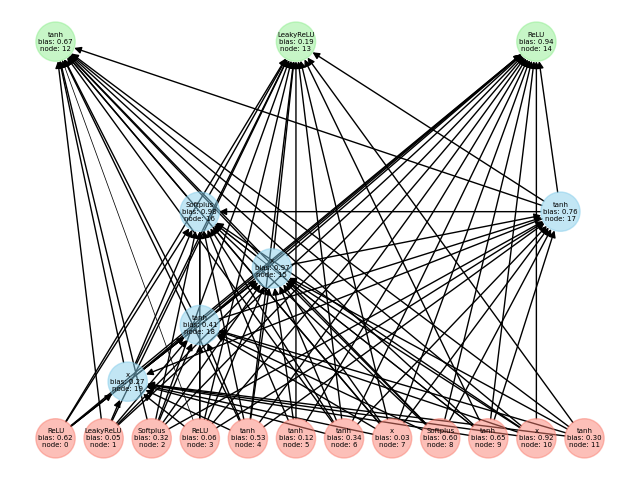 tanh
bias: 0.67
node: 12
LeakyReLU
bias: 0.19
node: 13
ReLU
bias: 0.94
node: 14
Softplus
bias: 0.98
node: 16
tanh
bias: 0.76
node: 17
x
bias: 0.97
node: 15
tanh
bias: 0.41
node: 18
x
bias: 0.27
node: 19
ReLU
bias: 0.62
node: 0
LeakyReLU
bias: 0.05
node: 1
Softplus
bias: 0.32
node: 2
ReLU
bias: 0.06
node: 3
tanh
bias: 0.53
node: 4
tanh
bias: 0.12
node: 5
tanh
bias: 0.34
node: 6
x
bias: 0.03
node: 7
Softplus
bias: 0.60
node: 8
tanh
bias: 0.65
node: 9
x
bias: 0.92
node: 10
tanh
bias: 0.30
node: 11